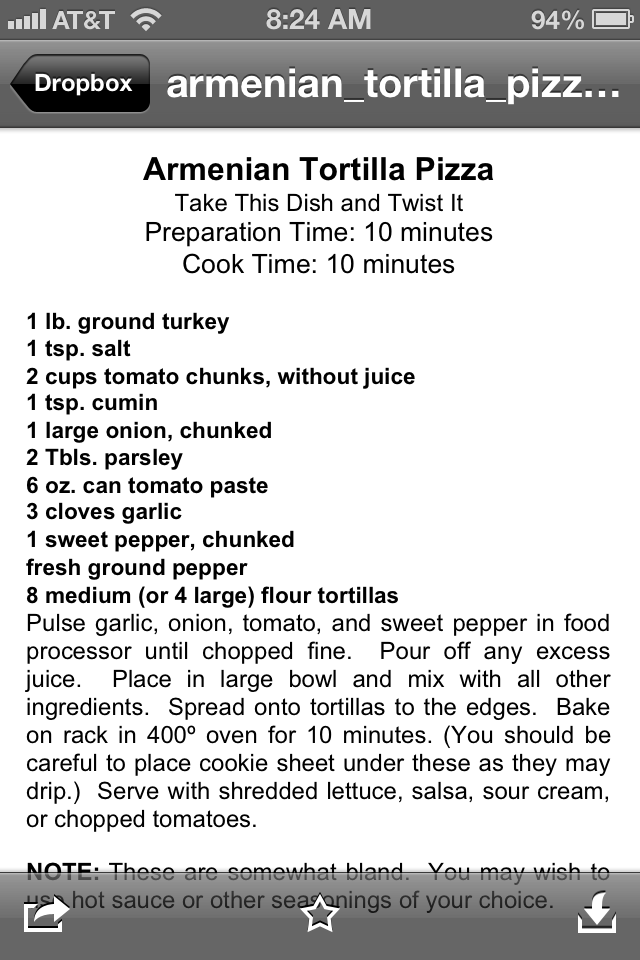 AT&T 8:24 AM 94%
Dropbox armenian_tortilla_pizz...
Armenian Tortilla Pizza
Take This Dish and Twist It
Preparation Time: 10 minutes
Cook Time: 10 minutes
1 lb. ground turkey
1 tsp. salt
2 cups tomato chunks, without juice
1 tsp. cumin
1 large onion, chunked
2 Tbls. parsley
6 oz. can tomato paste
3 cloves garlic
1 sweet pepper, chunked
fresh ground pepper
8 medium (or 4 large) flour tortillas
Pulse garlic, onion, tomato, and sweet pepper in food
processor until chopped fine. Pour off any excess
juice. Place in large bowl and mix with all other
ingredients. Spread onto tortillas to the edges. Bake
on rack in 400º oven for 10 minutes. (You should be
careful to place cookie sheet under these as they may
drip.) Serve with shredded lettuce, salsa, sour cream,
or chopped tomatoes.
NOTE: These are somewhat bland. You may wish to
use hot sauce or other seasonings of your choice.